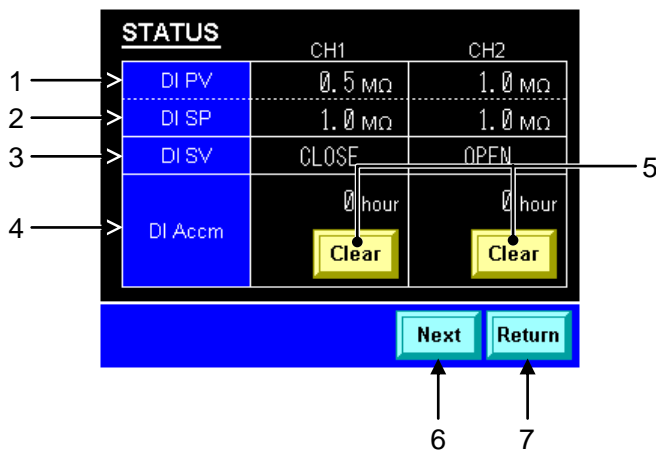 STATUS
CH1 CH2
1 DI PV 0.5 MΩ 1.0 MΩ
2 DI SP 1.0 MΩ 1.0 MΩ
3 DI SV CLOSE OPEN 5
0 hour 0 hour
4 DI Accm
Clear Clear
Next Return
6 7